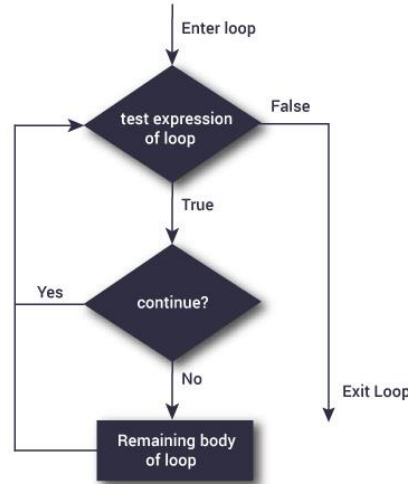 Enter loop
test expression
of loop
False
True
Yes
continue?
No
Exit Loop
Remaining body
of loop